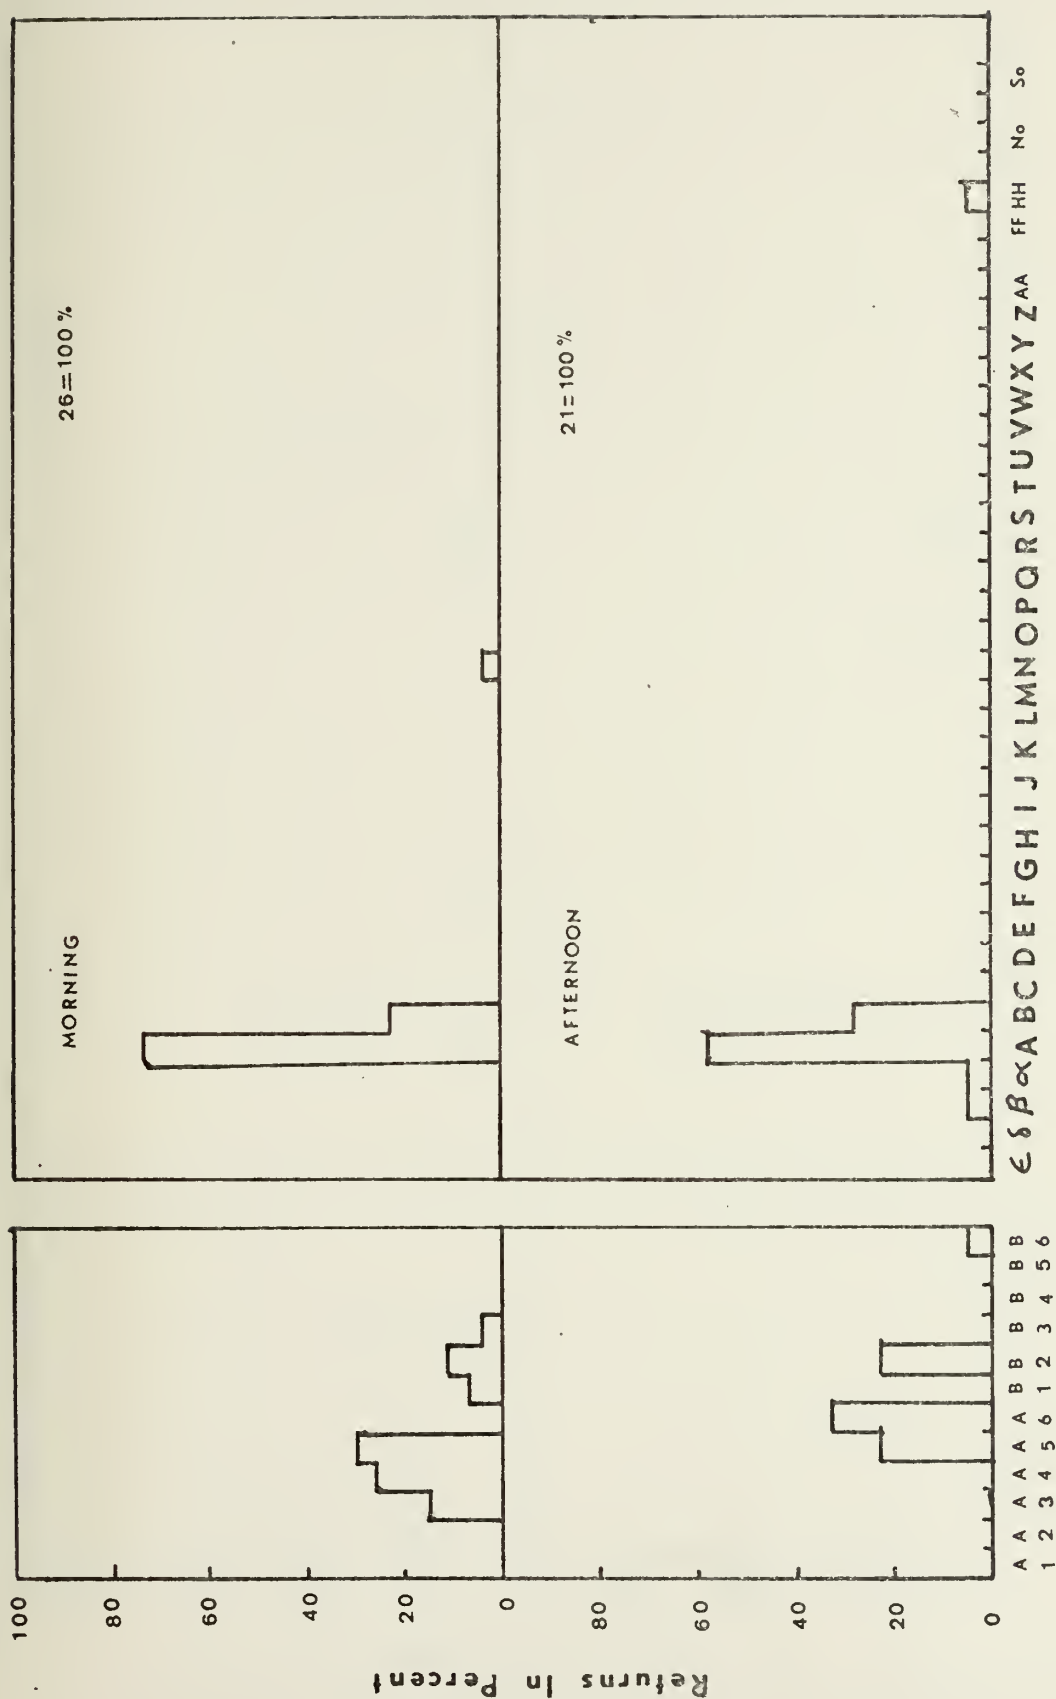 Returns In Percent
100
80
60
40
20
0
80
60
40
20
0
MORNING
26=100%
AFTERNOON
21=100%
A A A A A A B B B B B B
1 2 3 4 5 6 1 2 3 4 5 6
ϵ δ β α A B C D E F G H I J K L M N O P Q R S T U V W X Y Z AA FF HH No So